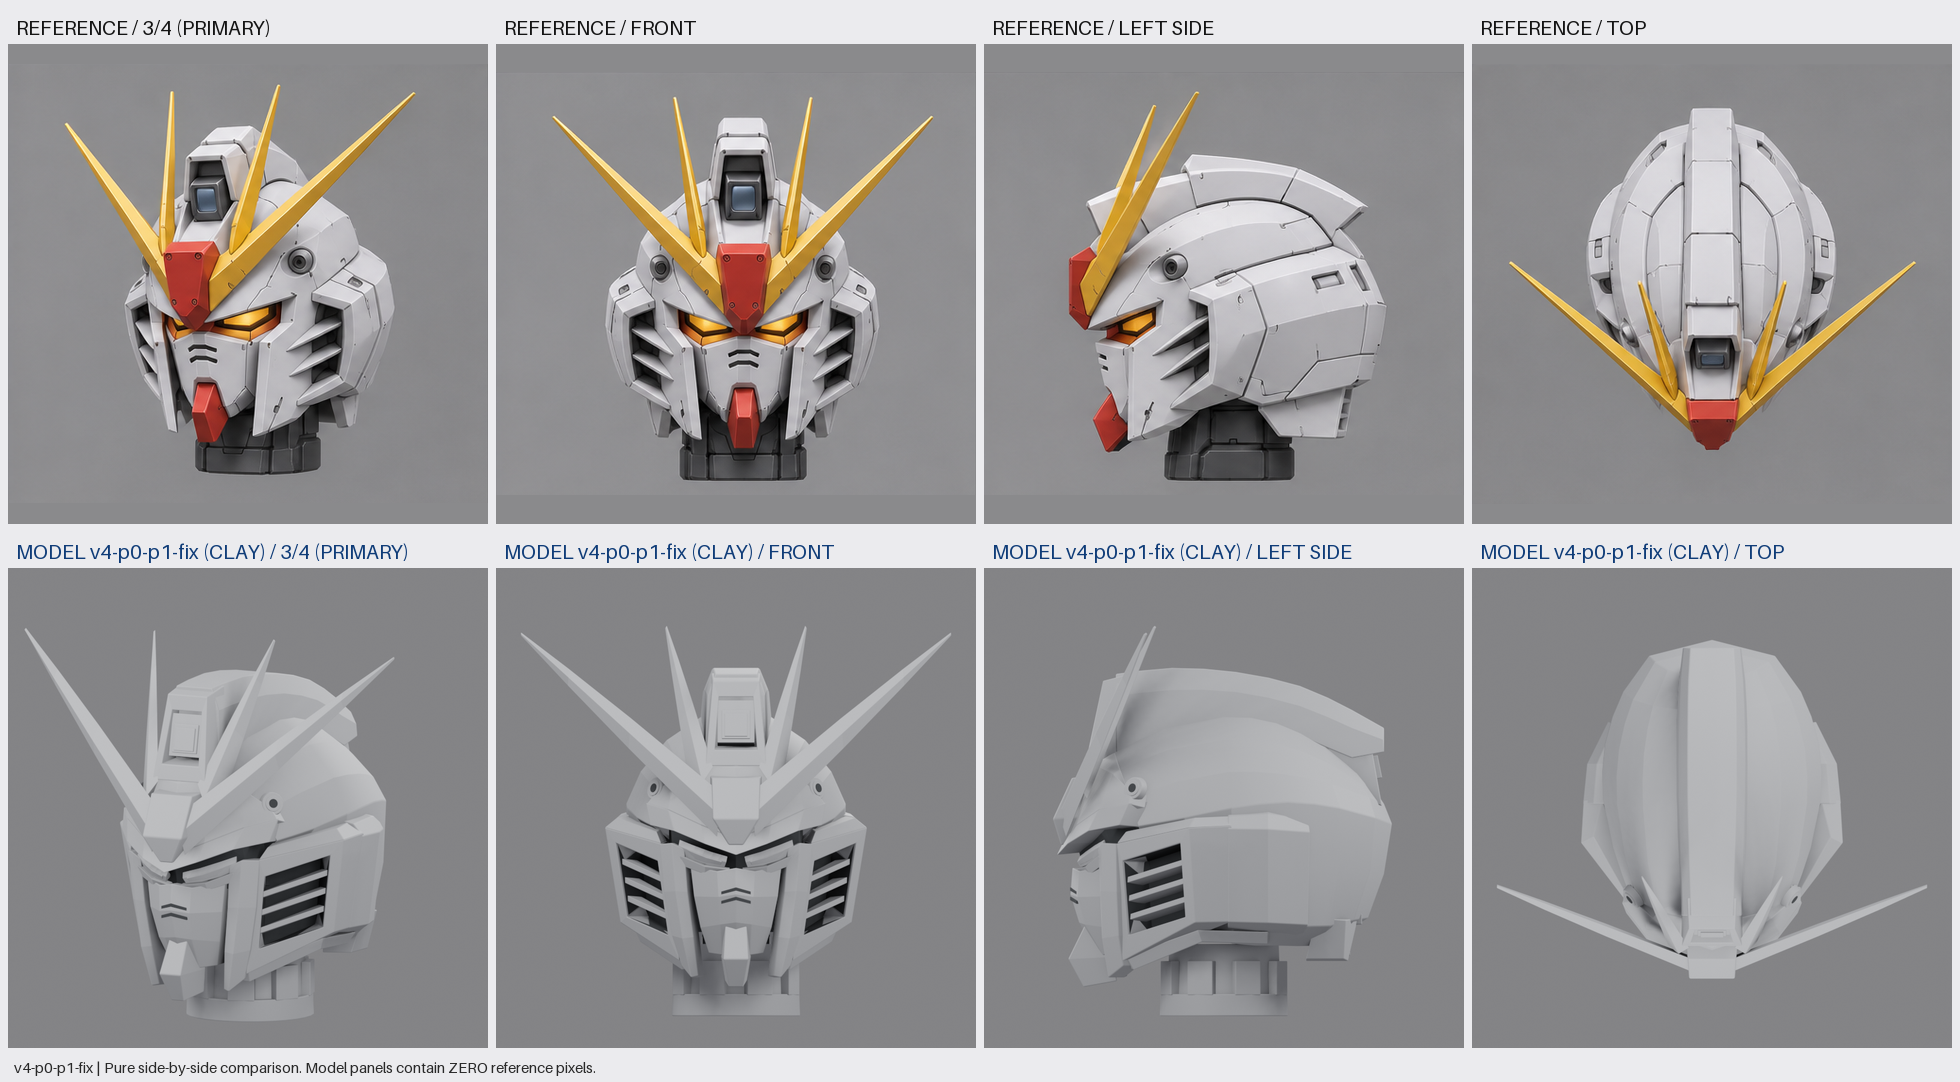 REFERENCE / 3/4 (PRIMARY)
REFERENCE / FRONT
REFERENCE / LEFT SIDE
REFERENCE / TOP
MODEL v4-p0-p1-fix (CLAY) / 3/4 (PRIMARY)
MODEL v4-p0-p1-fix (CLAY) / FRONT
MODEL v4-p0-p1-fix (CLAY) / LEFT SIDE
MODEL v4-p0-p1-fix (CLAY) / TOP
v4-p0-p1-fix | Pure side-by-side comparison. Model panels contain ZERO reference pixels.